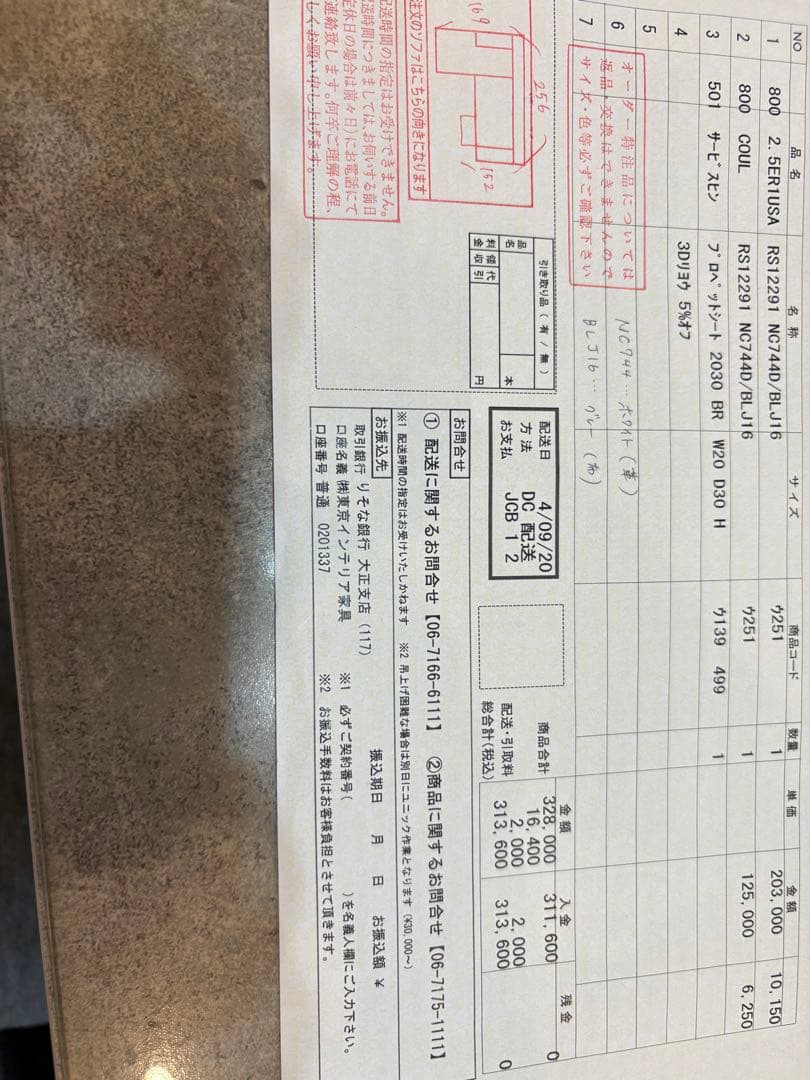 NO 品名 名称 サイズ 商品コード 数量 単価 金額
1 800 2.5ER1USA RS12291 NC744D/BLJ16 ウ251 1 203,000 10,150
2 800 COUL RS12291 NC744D/BLJ16 ウ251 1 125,000 6,250
3 501 サービスヒン プロペットシート 2030 BR W20 D30 H ウ139 499 1
4 3Dリヨウ 5%オフ
5
6
7
オーダー特注品については
返品・交換はできませんので
サイズ・色等必ずご確認下さい
NC744… ホワイト(革)
BLJ16… グレー(布)
169
256
152
注文のソファはこちらの向きになります
配送時間の指定はお受けできません。
送時間につきましては、お伺いする前日
定休日の場合は前々日)にお電話にて
連絡致します。何卒ご理解の程、
しくお願い申し上げます。
引き取り品(有/無)
品名
本
代引
領収
料金
円
配送日 4/09/20
方法 DC 配送
お支払 JCB 1 2
金額 入金 残金
商品合計 328,000 311,600 0
16,400
配送・引取料 2,000 2,000
総合計(税込) 313,600 313,600 0
お問合せ
① 配送に関するお問合せ【06-7166-6111】 ②商品に関するお問合せ【06-7175-1111】
※1 配送時間の指定はお受けいたしかねます ※2 吊上げ困難な場合は別日にユニック作業となります(¥30,000~)
お振込先 振込期日 月 日 お振込額 ¥
取引銀行 りそな銀行 大正支店 (117)
口座名義 ㈱東京インテリア家具 ※1 必ずご契約番号( )を名義人欄にご入力下さい。
口座番号 普通 0201337 ※2 お振込手数料はお客様負担とさせて頂きます。